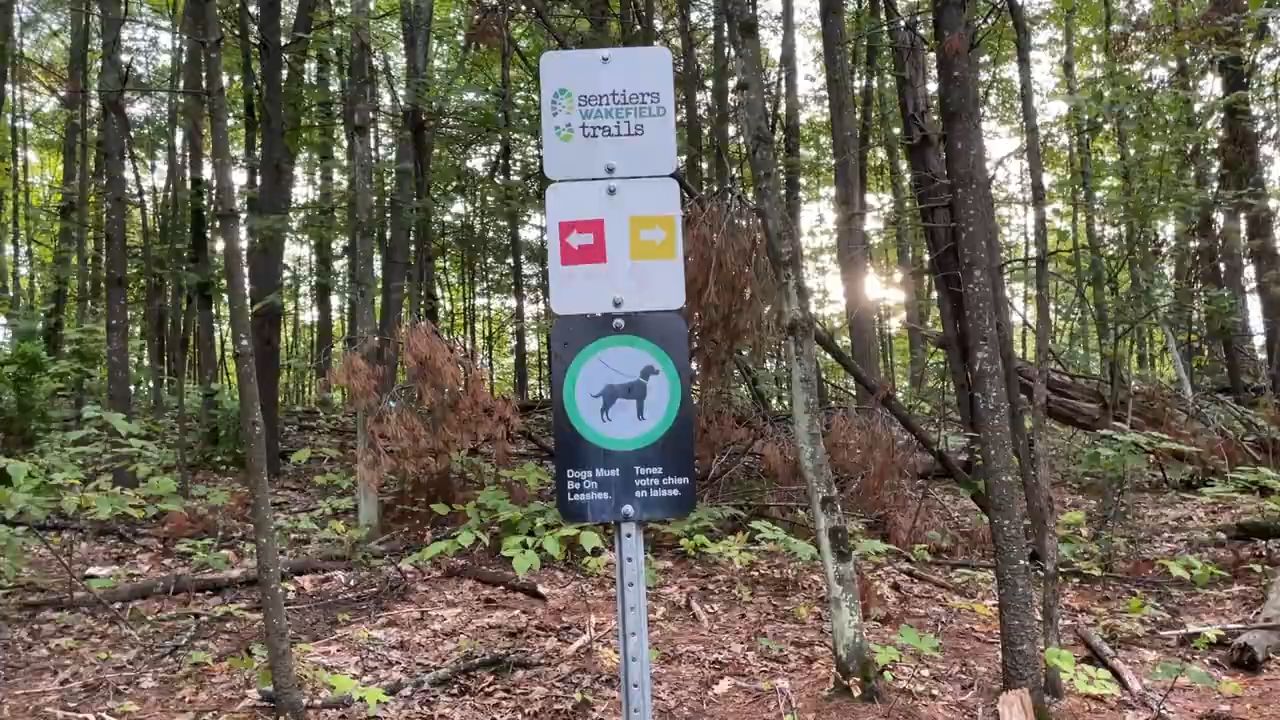 sentiers
WAKEFIELD
trails
Dogs Must
Be On
Leashes.
Tenez
votre chien
en laisse.